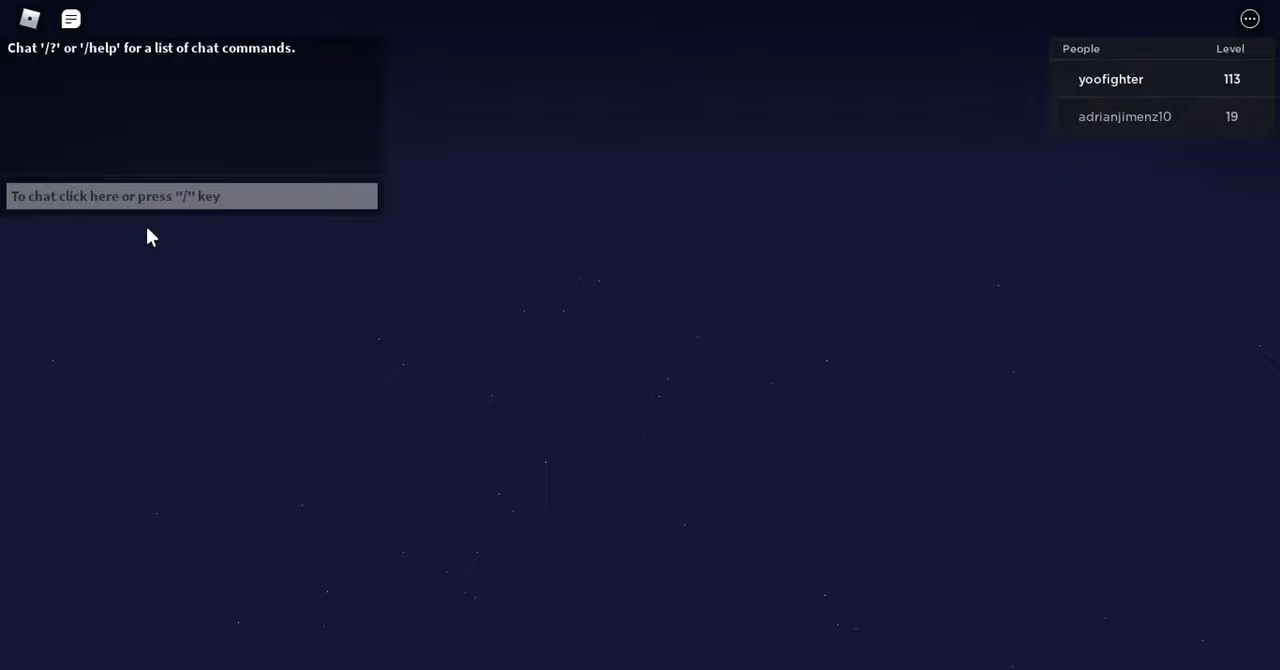 Chat '/?' or '/help' for a list of chat commands.
To chat click here or press "/" key
People Level
yoofighter 113
adrianjimenz10 19